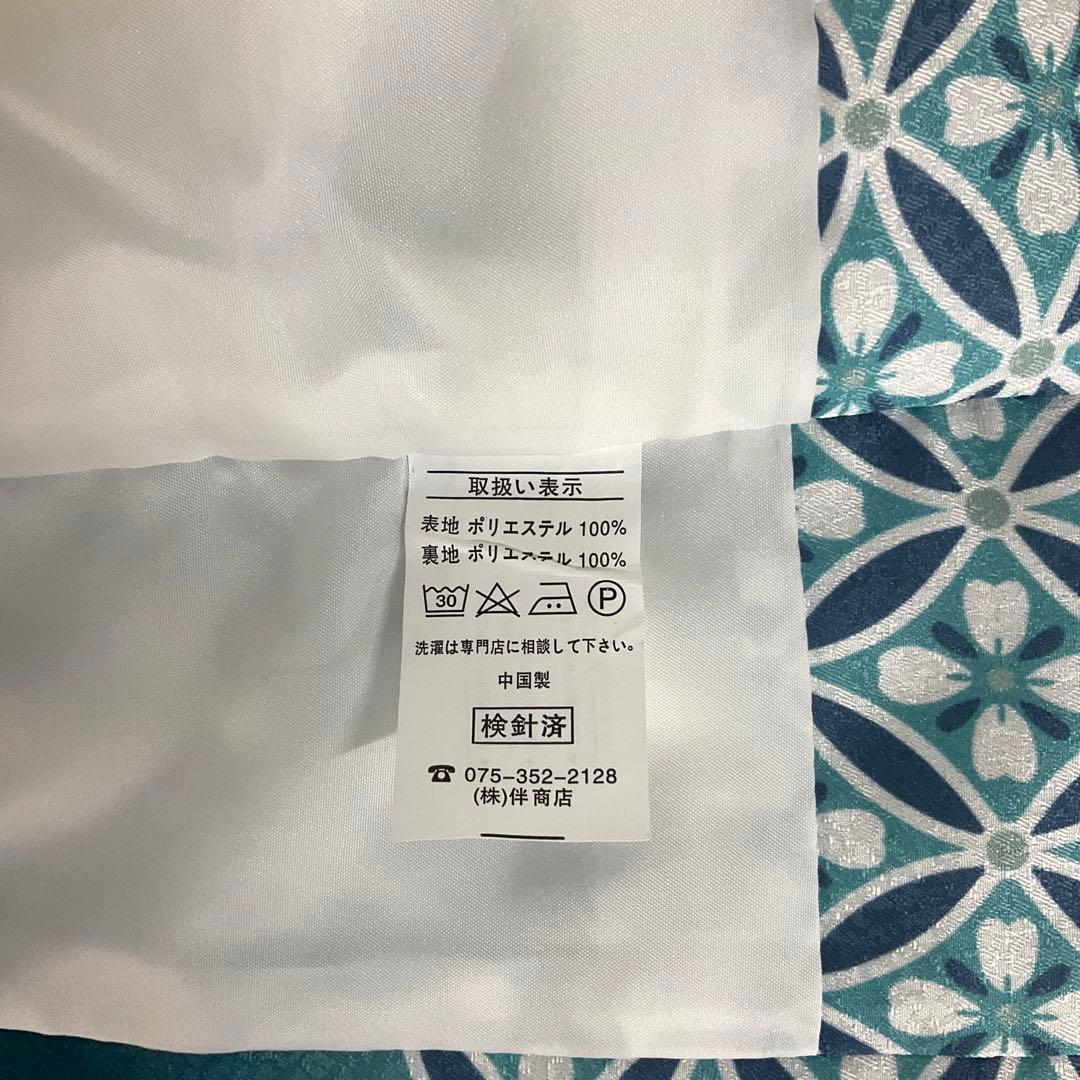 取扱い表示
表地 ポリエステル 100%
裏地 ポリエステル 100%
30 P
洗濯は専門店に相談して下さい。
中国製
検針済
☎ 075-352-2128
(株)伴商店